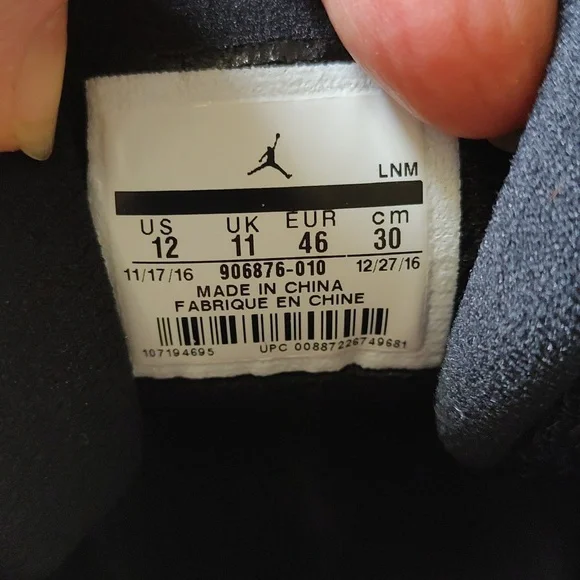 LNM
US UK EUR cm
12 11 46 30
11/17/16 906876-010 12/27/16
MADE IN CHINA
FABRIQUE EN CHINE
107194695 UPC 00887226749681